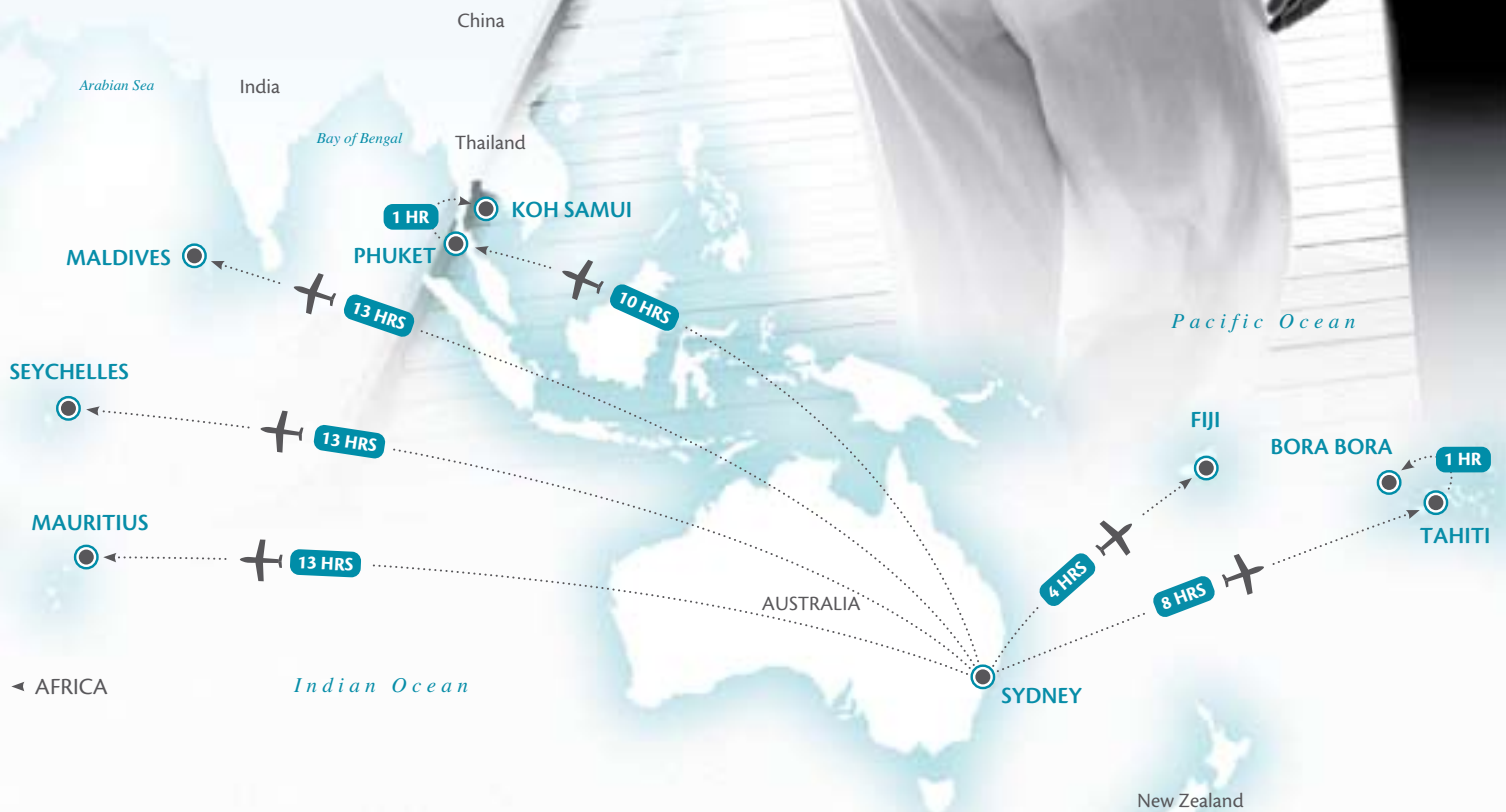 China
Arabian Sea
India
Bay of Bengal
Thailand
1 HR
KOH SAMUI
MALDIVES
PHUKET
13 HRS
10 HRS
Pacific Ocean
SEYCHELLES
13 HRS
FIJI
BORA BORA
1 HR
MAURITIUS
TAHITI
13 HRS
4 HRS
8 HRS
AUSTRALIA
AFRICA
Indian Ocean
SYDNEY
New Zealand